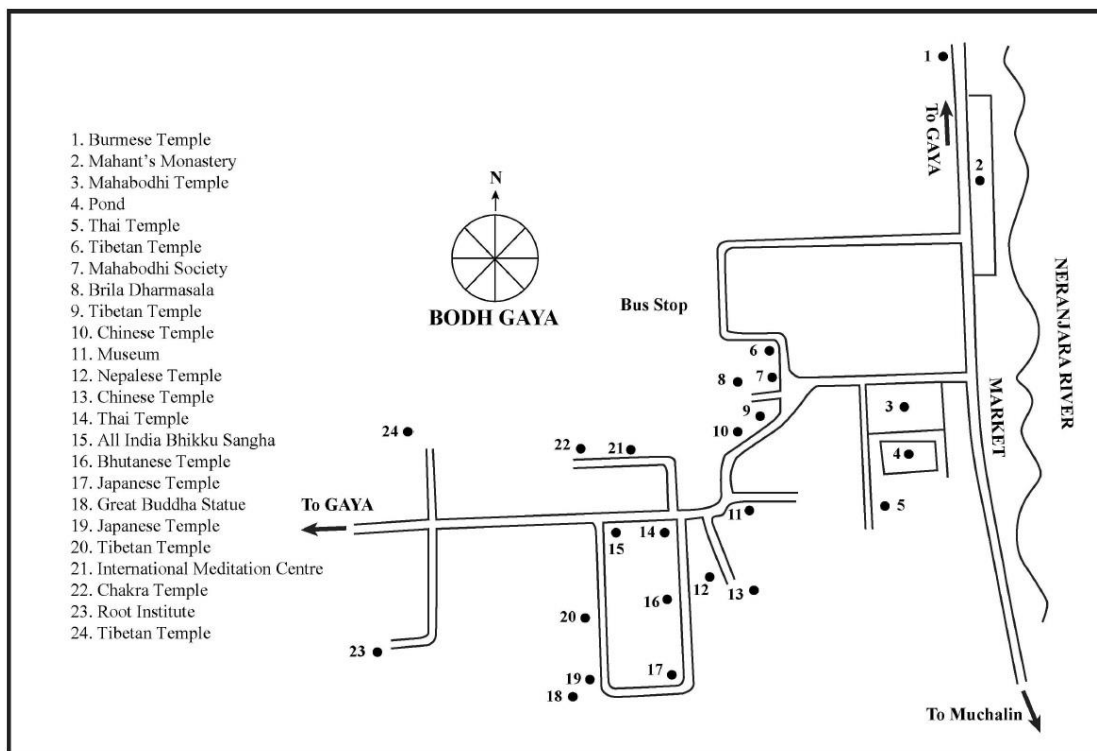 1. Burmese Temple
2. Mahant's Monastery
3. Mahabodhi Temple
4. Pond
5. Thai Temple
6. Tibetan Temple
7. Mahabodhi Society
8. Brila Dharmasala
9. Tibetan Temple
10. Chinese Temple
11. Museum
12. Nepalese Temple
13. Chinese Temple
14. Thai Temple
15. All India Bhikku Sangha
16. Bhutanese Temple
17. Japanese Temple
18. Great Buddha Statue
19. Japanese Temple
20. Tibetan Temple
21. International Meditation Centre
22. Chakra Temple
23. Root Institute
24. Tibetan Temple
N
BODH GAYA
Bus Stop
1
To GAYA
2
NERANJARA RIVER
MARKET
6
8
7
3
9
10
24
22
21
4
To GAYA
11
5
15
14
12
13
16
20
23
19
17
18
To Muchalin